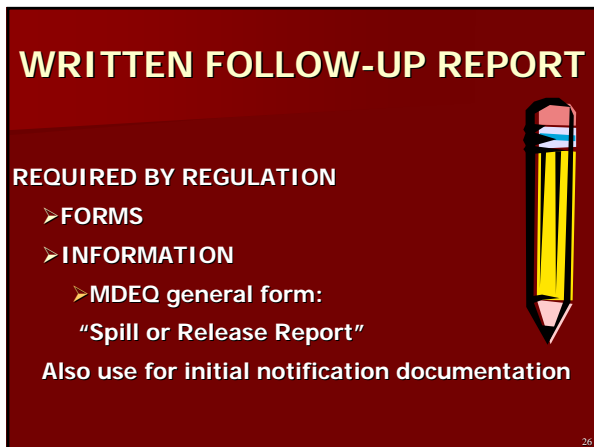 WRITTEN FOLLOW-UP REPORT
REQUIRED BY REGULATION
➢FORMS
➢INFORMATION
➢MDEQ general form:
“Spill or Release Report”
Also use for initial notification documentation
26